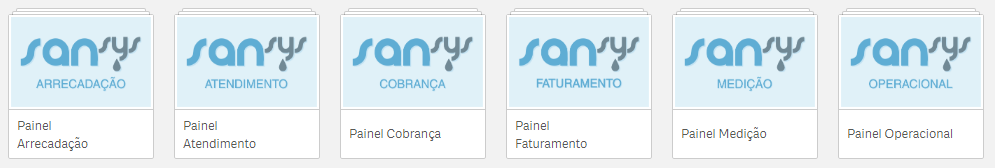 sansys
ARRECADAÇÃO
Painel
Arrecadação
sansys
ATENDIMENTO
Painel
Atendimento
sansys
COBRANÇA
Painel Cobrança
sansys
FATURAMENTO
Painel
Faturamento
sansys
MEDIÇÃO
Painel Medição
sansys
OPERACIONAL
Painel Operacional